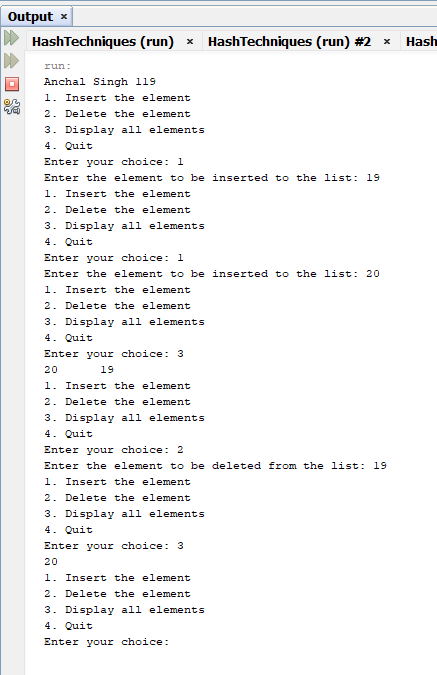 Output ×
HashTechniques (run) × HashTechniques (run) #2 × Hash
run:
Anchal Singh 119
1. Insert the element
2. Delete the element
3. Display all elements
4. Quit
Enter your choice: 1
Enter the element to be inserted to the list: 19
1. Insert the element
2. Delete the element
3. Display all elements
4. Quit
Enter your choice: 1
Enter the element to be inserted to the list: 20
1. Insert the element
2. Delete the element
3. Display all elements
4. Quit
Enter your choice: 3
20      19
1. Insert the element
2. Delete the element
3. Display all elements
4. Quit
Enter your choice: 2
Enter the element to be deleted from the list: 19
1. Insert the element
2. Delete the element
3. Display all elements
4. Quit
Enter your choice: 3
20
1. Insert the element
2. Delete the element
3. Display all elements
4. Quit
Enter your choice: